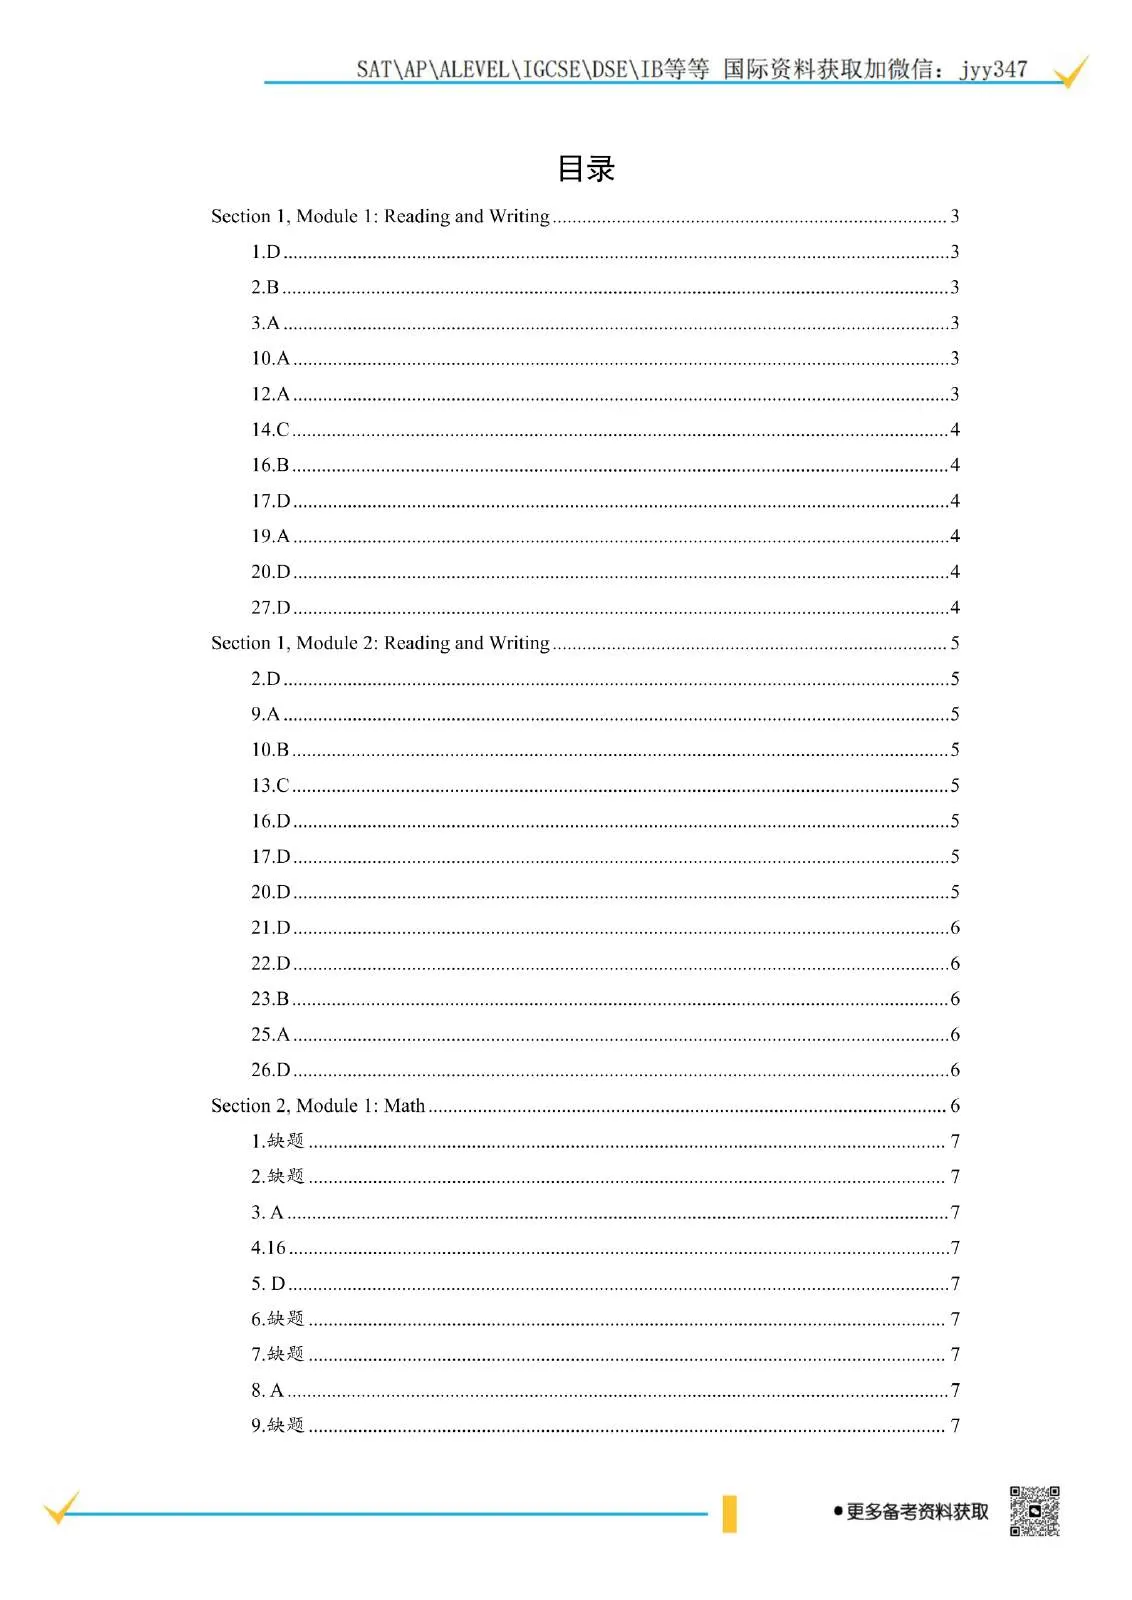 SAT\AP\ALEVEL\IGCSE\DSE\IB等等 国际资料获取加微信：jyy347
目录
Section 1, Module 1: Reading and Writing 3
1.D 3
2.B 3
3.A 3
10.A 3
12.A 3
14.C 4
16.B 4
17.D 4
19.A 4
20.D 4
27.D 4
Section 1, Module 2: Reading and Writing 5
2.D 5
9.A 5
10.B 5
13.C 5
16.D 5
17.D 5
20.D 5
21.D 6
22.D 6
23.B 6
25.A 6
26.D 6
Section 2, Module 1: Math 6
1.缺题 7
2.缺题 7
3. A 7
4.16 7
5. D 7
6.缺题 7
7.缺题 7
8. A 7
9.缺题 7
•更多备考资料获取